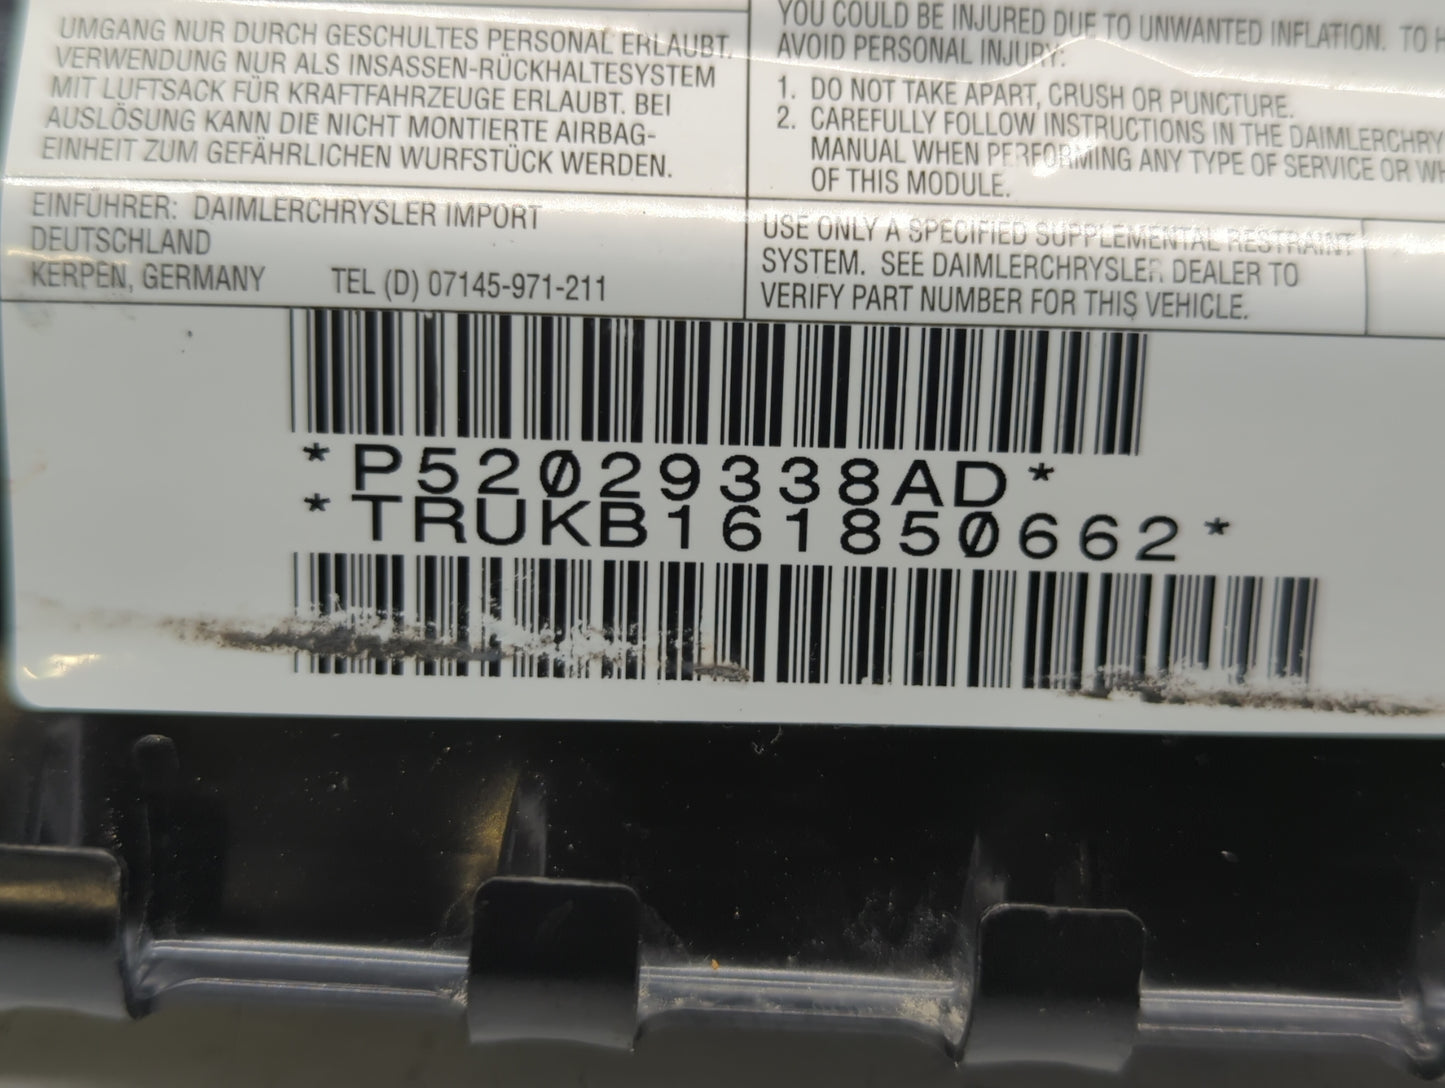 UMGANG NUR DURCH GESCHULTES PERSONAL ERLAUBT.
VERWENDUNG NUR ALS INSASSEN-RÜCKHALTESYSTEM
MIT LUFTSACK FÜR KRAFTFAHRZEUGE ERLAUBT. BEI
AUSLÖSUNG KANN DIE NICHT MONTIERTE AIRBAG-
EINHEIT ZUM GEFÄHRLICHEN WURFSTÜCK WERDEN.
YOU COULD BE INJURED DUE TO UNWANTED INFLATION. TO
AVOID PERSONAL INJURY:
1. DO NOT TAKE APART, CRUSH OR PUNCTURE.
2. CAREFULLY FOLLOW INSTRUCTIONS IN THE DAIMLERCHRY
MANUAL WHEN PERFORMING ANY TYPE OF SERVICE OR WH
OF THIS MODULE.
EINFÜHRER: DAIMLERCHRYSLER IMPORT
DEUTSCHLAND
KERPEN, GERMANY TEL (D) 07145-971-211
USE ONLY A SPECIFIED SUPPLEMENTAL RESTRAINT
SYSTEM. SEE DAIMLERCHRYSLER DEALER TO
VERIFY PART NUMBER FOR THIS VEHICLE.
*P52029338AD*
*TRUKB161850662*